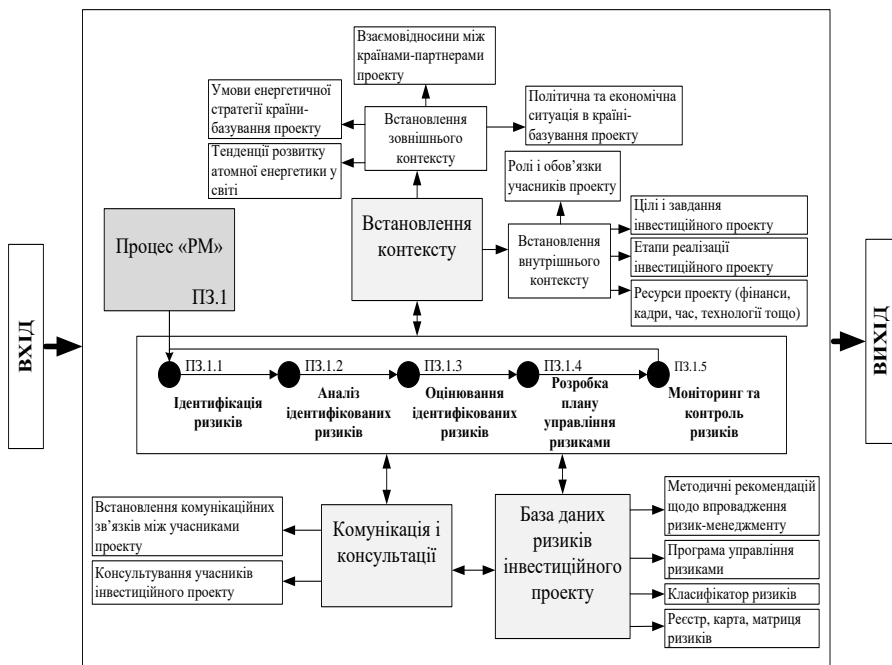 Взаємовідносини між
країнами-партнерами
проекту
Умови енергетичної
стратегії країни-
базування проекту
Тенденції розвитку
атомної енергетики у
світі
Встановлення
зовнішнього
контексту
Політична та економічна
ситуація в країні-
базування проекту
Ролі і обов’язки
учасників проекту
Процес «РМ»
ПЗ.1
Встановлення
контексту
Встановлення
внутрішнього
контексту
Цілі і завдання
інвестиційного проекту
Етапи реалізації
інвестиційного проекту
Ресурси проекту (фінанси,
кадри, час, технології тощо)
ВХІД
ВИХІД
ПЗ.1.1
Ідентифікація
ризиків
ПЗ.1.2
Аналіз
ідентифікованих
ризиків
ПЗ.1.3
Оцінювання
ідентифікованих
ризиків
ПЗ.1.4
Розробка
плану
управління
ризиками
ПЗ.1.5
Моніторинг та
контроль
ризиків
Встановлення комунікаційних
зв’язків між учасниками
проекту
Консультування учасників
інвестиційного проекту
Комунікація і
консультації
База даних
ризиків
інвестиційного
проекту
Методичні рекомендацій
щодо впровадження
ризик-менеджменту
Програма управління
ризиками
Класифікатор ризиків
Реєстр, карта, матриця
ризиків